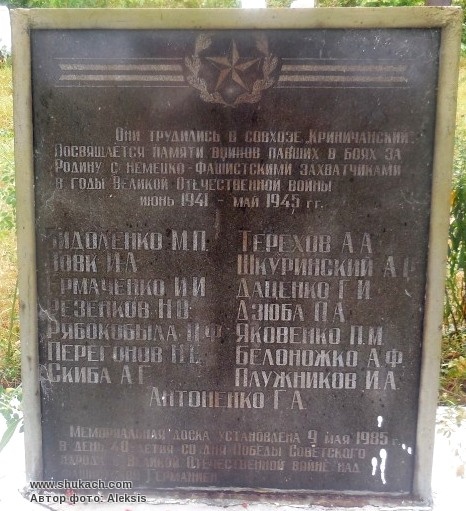 Они трудились в совхозе "Криничанский"
Посвящается памяти воинов павших в боях за
Родину с немецко-фашистскими захватчиками
в годы Великой Отечественной войны
июнь 1941 - май 1945 гг.
М.П. Терехов А.А.
Вовк И.А. Шкуринский А.
Ермаченко И.И. Даценко Г.И.
Н.О. Дзюба П.А.
Рябокобыла Яковенко П.М.
Перегонов Белоножко А.Ф.
Скиба А.Г. Плужников И.А.
Антоненко Г.А.
Мемориальная доска установлена 9 мая 1985 г.
в день 40-летия со дня Победы Советского
народа в Великой Отечественной войне над
Германией
www.shukach.com
Автор фото: Aleksis